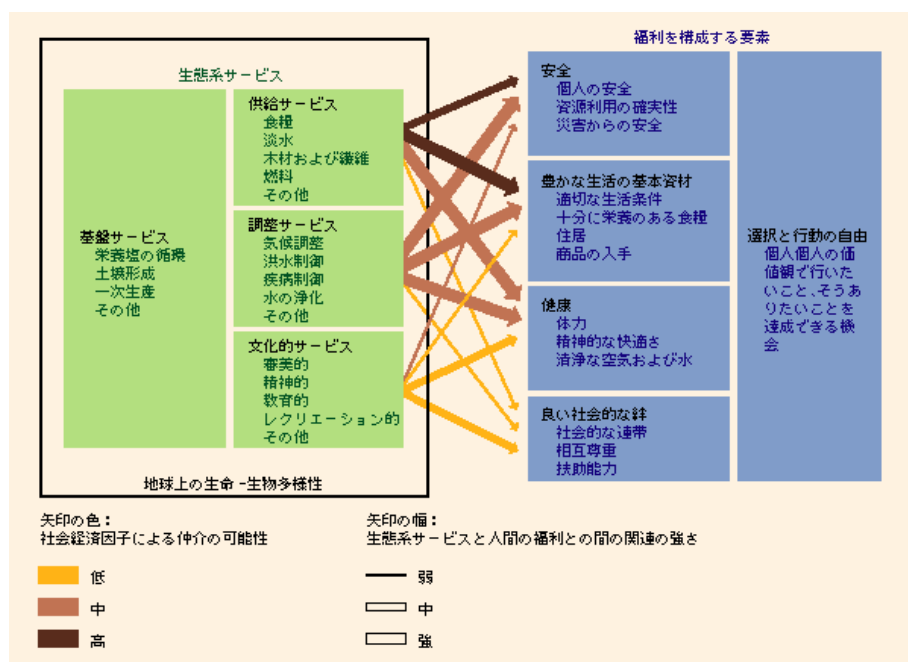 福利を構成する要素
生態系サービス
基盤サービス
栄養塩の循環
土壌形成
一次生産
その他
供給サービス
食糧
淡水
木材および繊維
燃料
その他
調整サービス
気候調整
洪水制御
疾病制御
水の浄化
その他
文化的サービス
審美的
精神的
教育的
レクリエーション的
その他
地球上の生命 -生物多様性
安全
個人の安全
資源利用の確実性
災害からの安全
豊かな生活の基本資材
適切な生活条件
十分に栄養のある食糧
住居
商品の入手
健康
体力
精神的な快適さ
清浄な空気および水
良い社会的な絆
社会的な連帯
相互尊重
扶助能力
選択と行動の自由
個人個人の価
値観で行いた
いこと、そうあ
りたいことを
達成できる機
会
矢印の色：
社会経済因子による仲介の可能性
低
中
高
矢印の幅：
生態系サービスと人間の福利との間の関連の強さ
弱
中
強